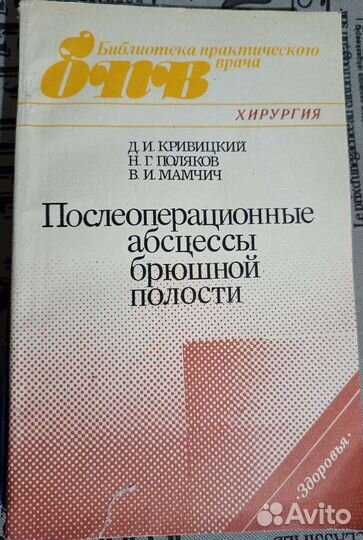 Библиотека практического
врача
бпв
ХИРУРГИЯ
Д. И. КРИВИЦКИЙ
Н. Г. ПОЛЯКОВ
В. И. МАМЧИЧ
Послеоперационные
абсцессы
брюшной
полости
·Здоровья·
Avito